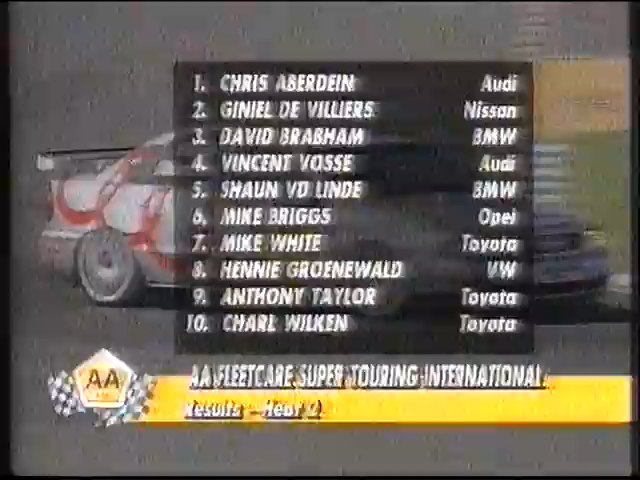 1. CHRIS ABERDEIN Audi
2. GINIEL DE VILLIERS Nissan
3. DAVID BRABHAM BMW
4. VINCENT VOSSE Audi
5. SHAUN VD LINDE BMW
6. MIKE BRIGGS Opel
7. MIKE WHITE Toyota
8. HENNIE GROENEWALD VW
9. ANTHONY TAYLOR Toyota
10. CHARL WILKEN Toyota
AA FLEETCARE SUPER TOURING INTERNATIONAL
AA
Results - Heat 2